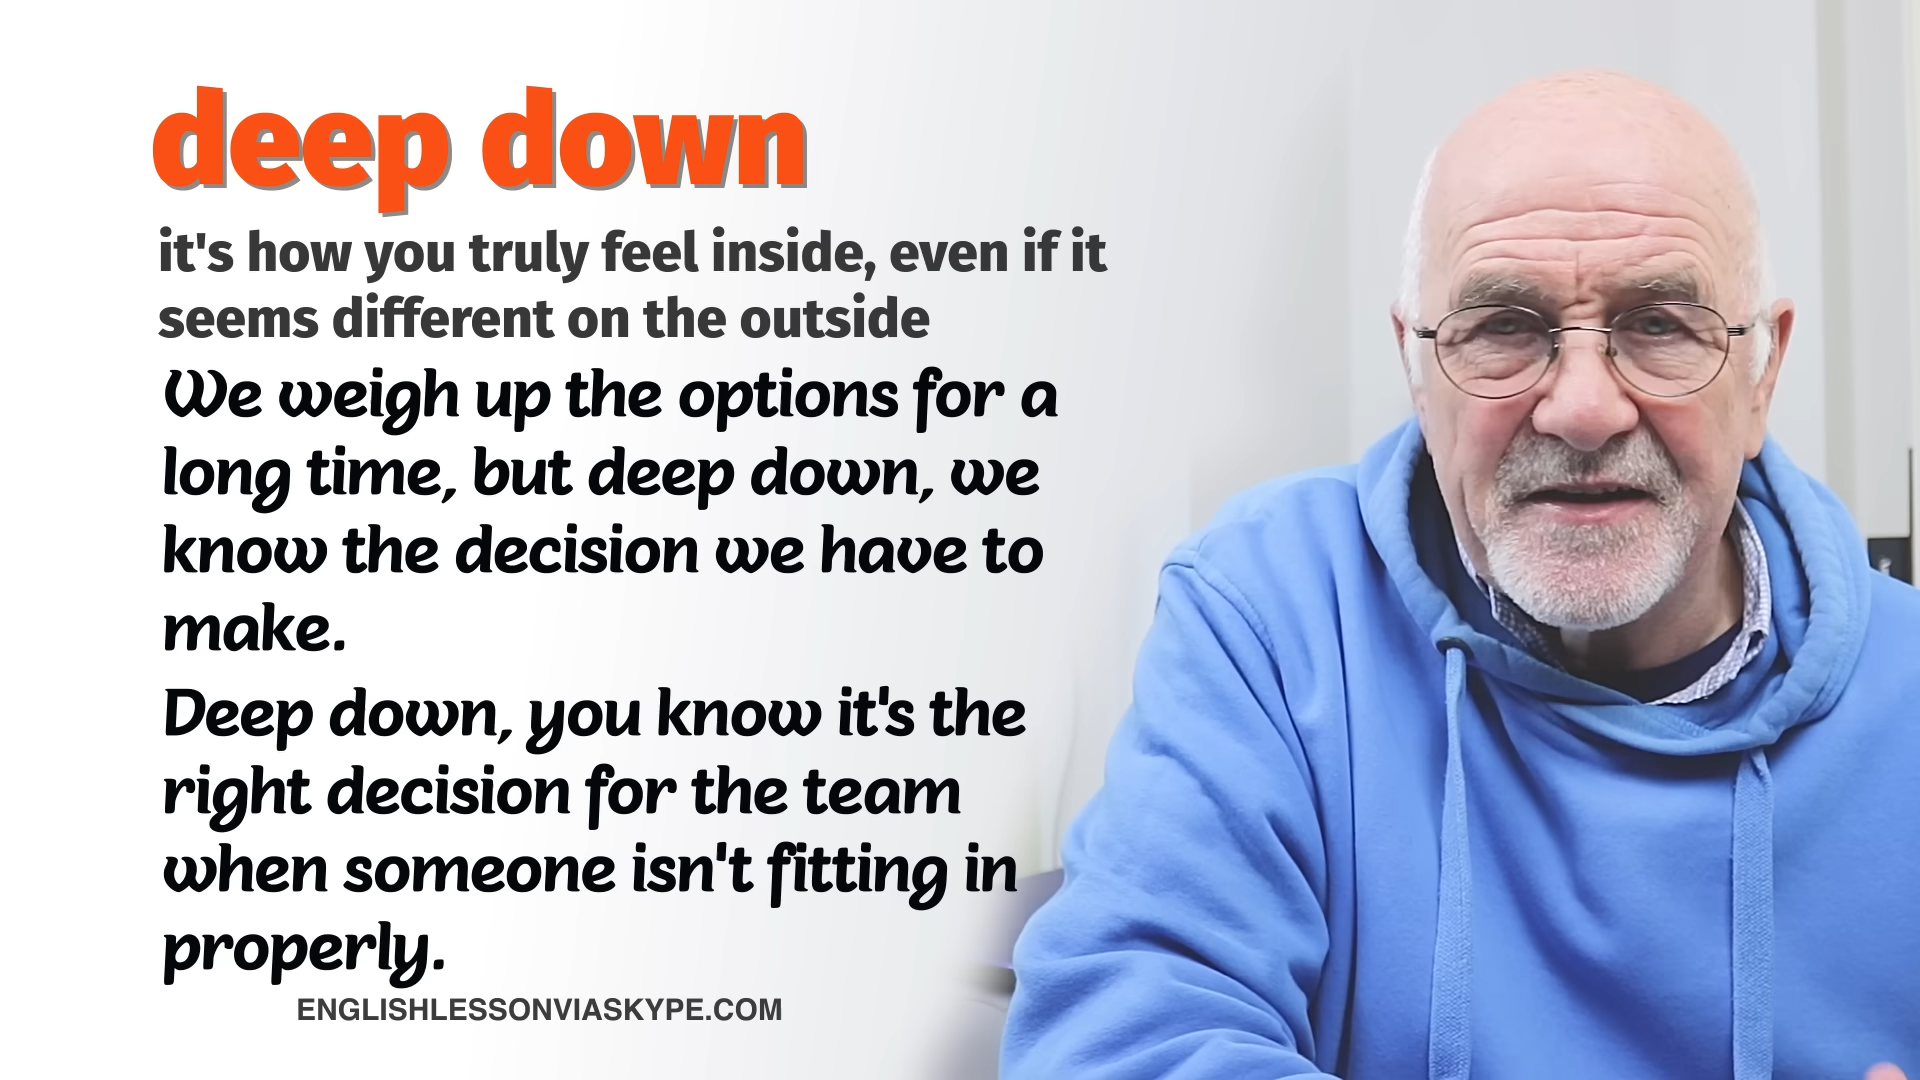 deep down
it's how you truly feel inside, even if it
seems different on the outside
We weigh up the options for a
long time, but deep down, we
know the decision we have to
make.
Deep down, you know it's the
right decision for the team
when someone isn't fitting in
properly.
ENGLISHLESSONVIASKYPE.COM